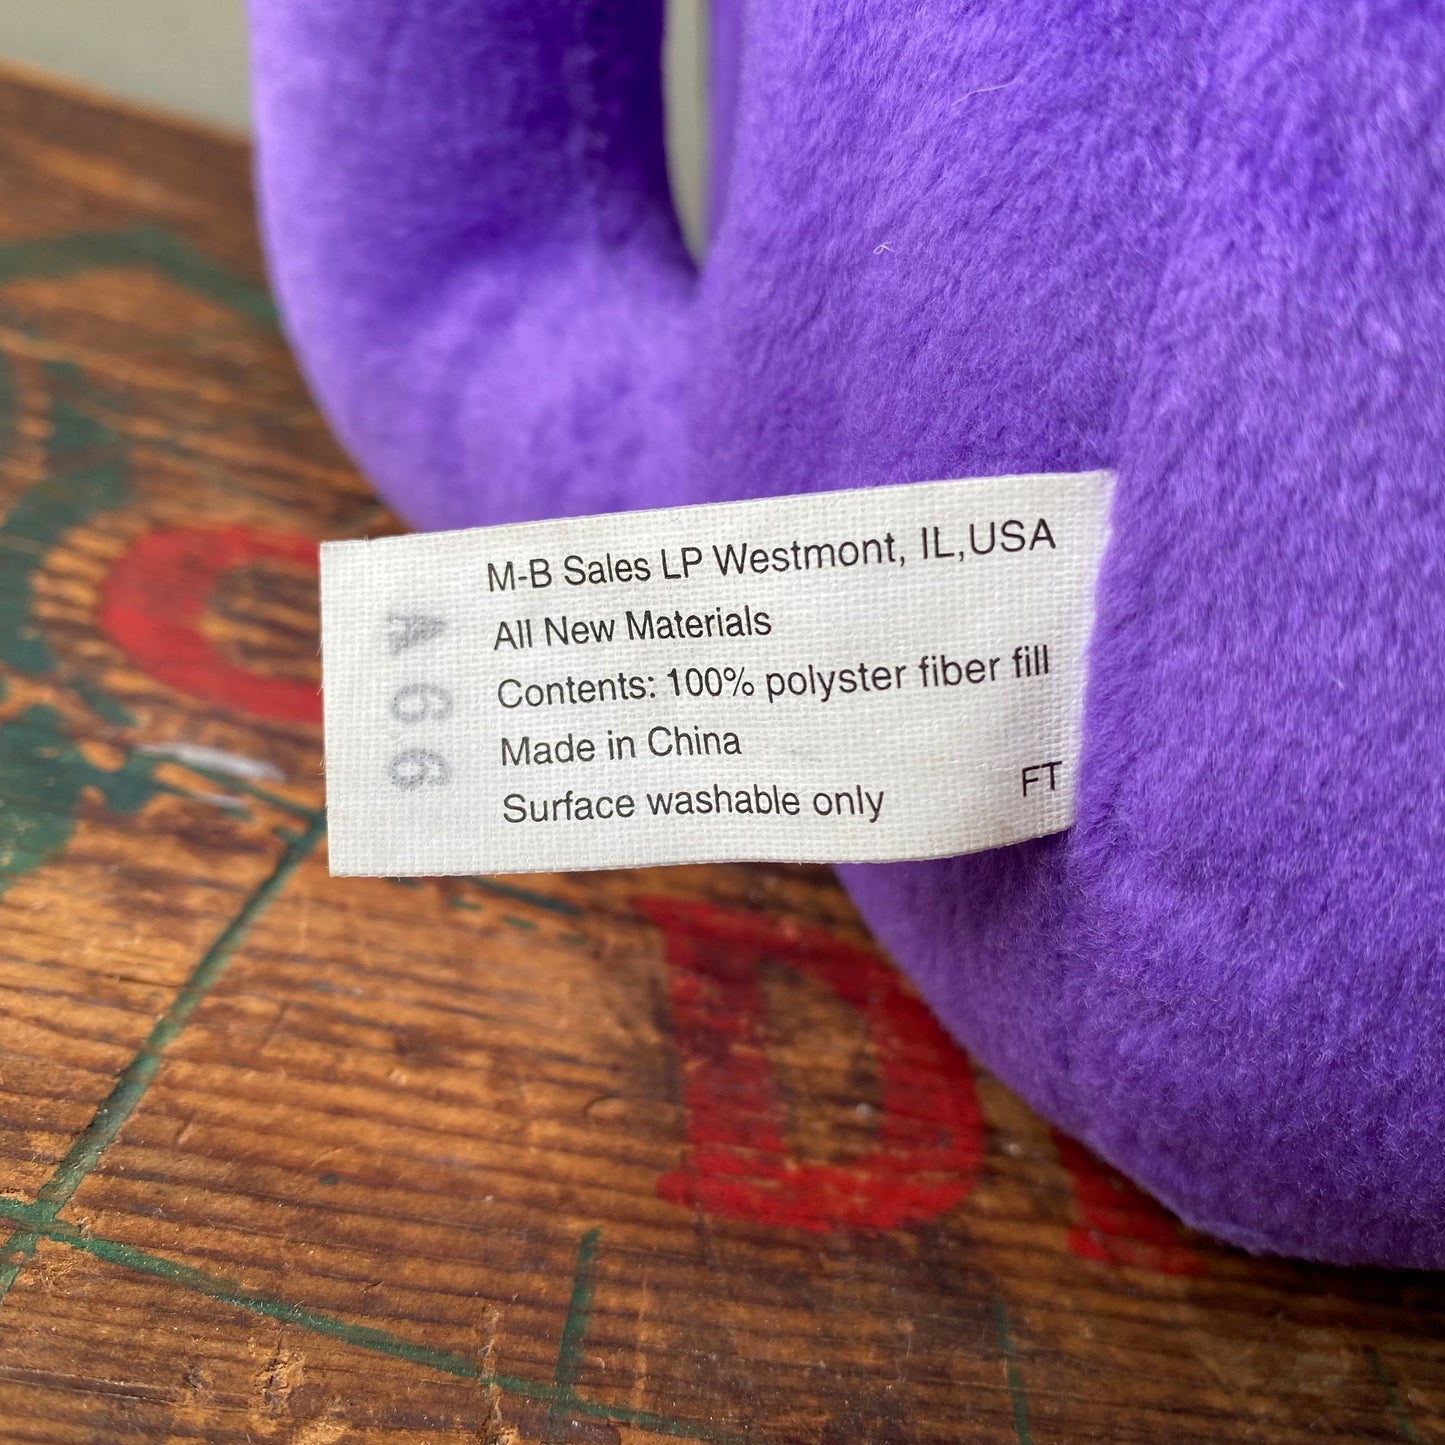 M-B Sales LP Westmont, IL,USA
All New Materials
Contents: 100% polyster fiber fill
Made in China
Surface washable only
FT
A 66